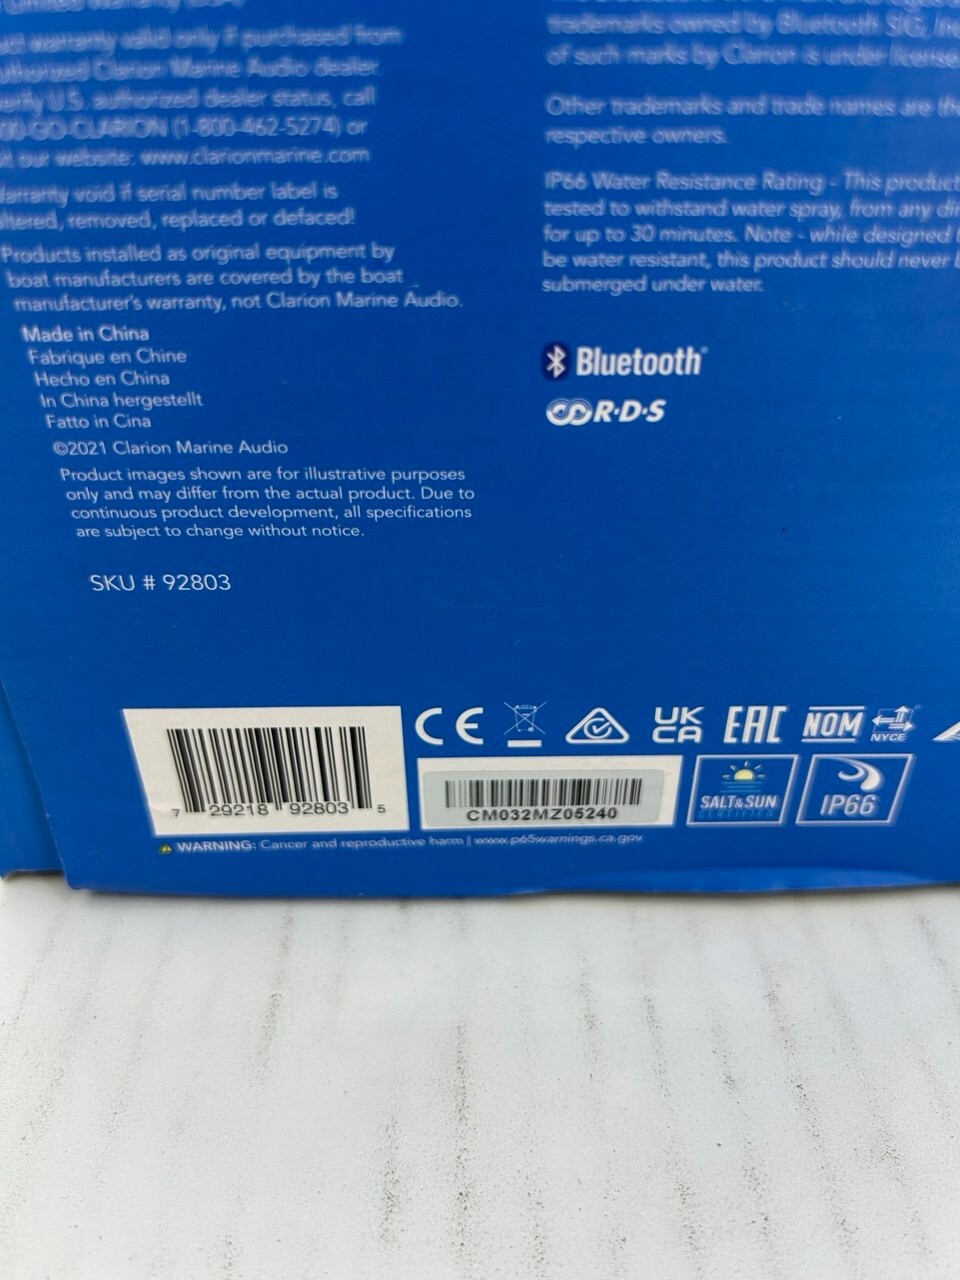 Limited Warranty (USA)
warranty valid only if purchased from
Clarion Marine Audio dealer.
U.S. authorized dealer status, call
00-GO-CLARION (1-800-462-5274) or
our website: www.clarionmarine.com
arranty void if serial number label is
ltered, removed, replaced or defaced!
Products installed as original equipment by
boat manufacturers are covered by the boat
manufacturer's warranty, not Clarion Marine Audio.
Made in China
Fabrique en Chine
Hecho en China
In China hergestellt
Fatto in Cina
©2021 Clarion Marine Audio
Product images shown are for illustrative purposes
only and may differ from the actual product. Due to
continuous product development, all specifications
are subject to change without notice.
SKU # 92803
trademarks owned by Bluetooth SIG, Inc
of such marks by Clarion is under license
Other trademarks and trade names are th
respective owners.
IP66 Water Resistance Rating - This product
tested to withstand water spray, from any di
for up to 30 minutes. Note - while designed t
be water resistant, this product should never b
submerged under water.
Bluetooth®
R·D·S
7 29218 92803 5
CE
UK
CA
EAC
NOM
NYCE
CM032MZ05240
SALT & SUN
CERTIFIED
IP66
WARNING: Cancer and reproductive harm | www.p65warnings.ca.gov